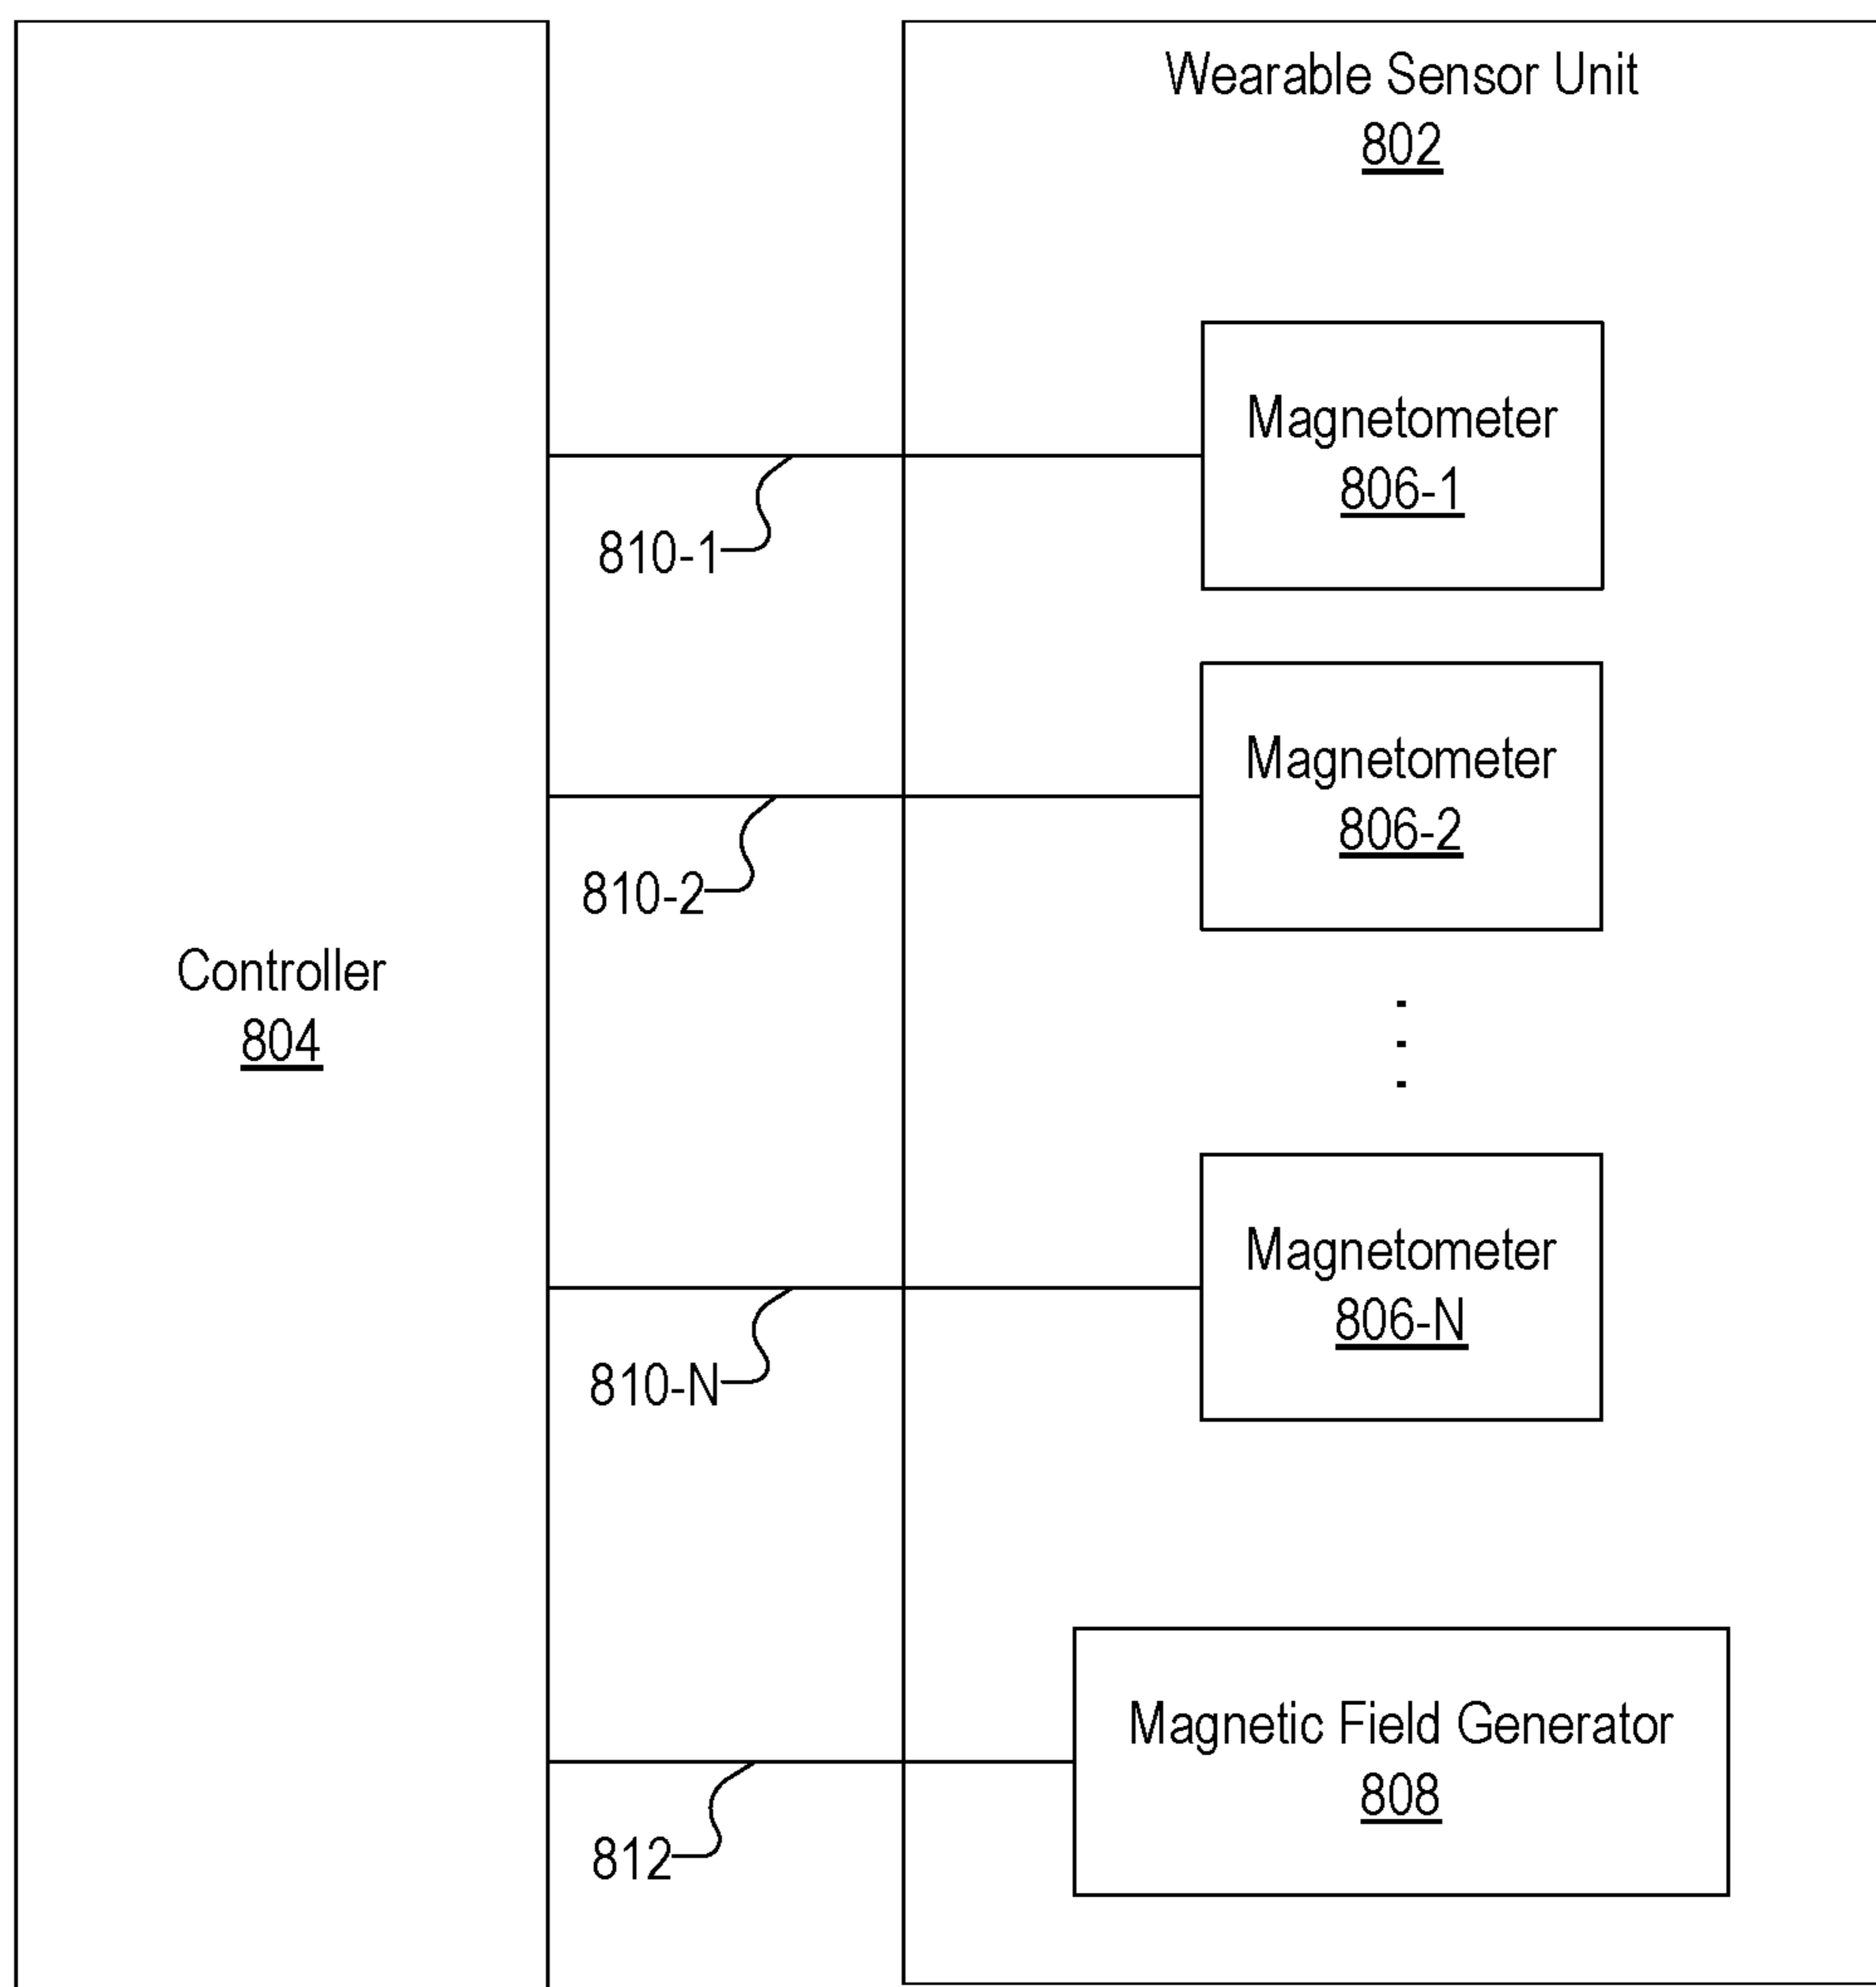 Wearable Sensor Unit
802
Magnetometer
806-1
810-1
Magnetometer
806-2
810-2
Controller
804
Magnetometer
806-N
810-N
Magnetic Field Generator
808
812